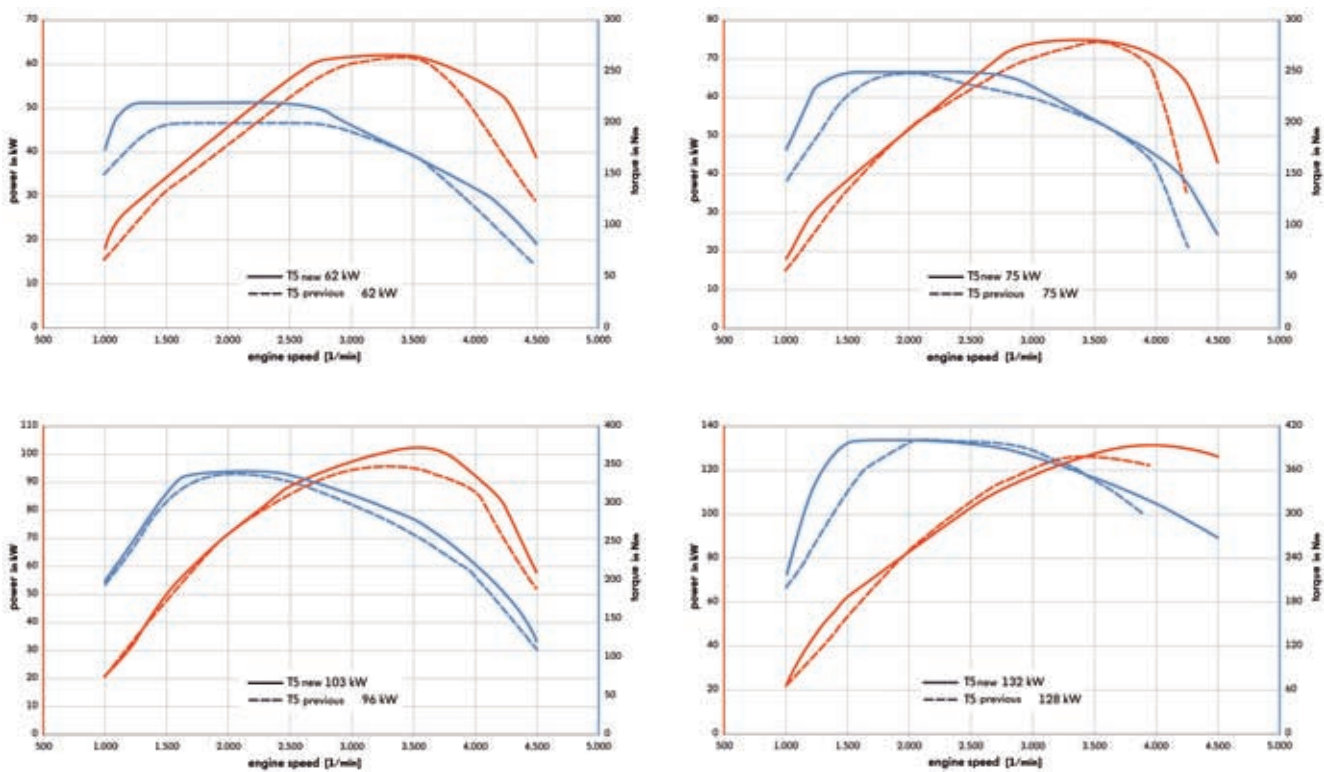 70
60
50
40
30
20
10
0
power in kW
300
250
200
150
100
50
0
torque in Nm
T5 new 62 kW
T5 previous 62 kW
500 1.000 1.500 2.000 2.500 3.000 3.500 4.000 4.500 5.000
engine speed [1/min]
80
70
60
50
40
30
20
10
0
power in kW
300
250
200
150
100
50
0
torque in Nm
T5 new 75 kW
T5 previous 75 kW
500 1.000 1.500 2.000 2.500 3.000 3.500 4.000 4.500 5.000
engine speed [1/min]
110
100
90
80
70
60
50
40
30
20
10
0
power in kW
400
350
300
250
200
150
100
50
0
torque in Nm
T5 new 103 kW
T5 previous 96 kW
500 1.000 1.500 2.000 2.500 3.000 3.500 4.000 4.500 5.000
engine speed [1/min]
140
120
100
80
60
40
20
0
power in kW
420
360
300
240
180
120
60
0
torque in Nm
T5 new 132 kW
T5 previous 128 kW
500 1.000 1.500 2.000 2.500 3.000 3.500 4.000 4.500 5.000
engine speed [1/min]